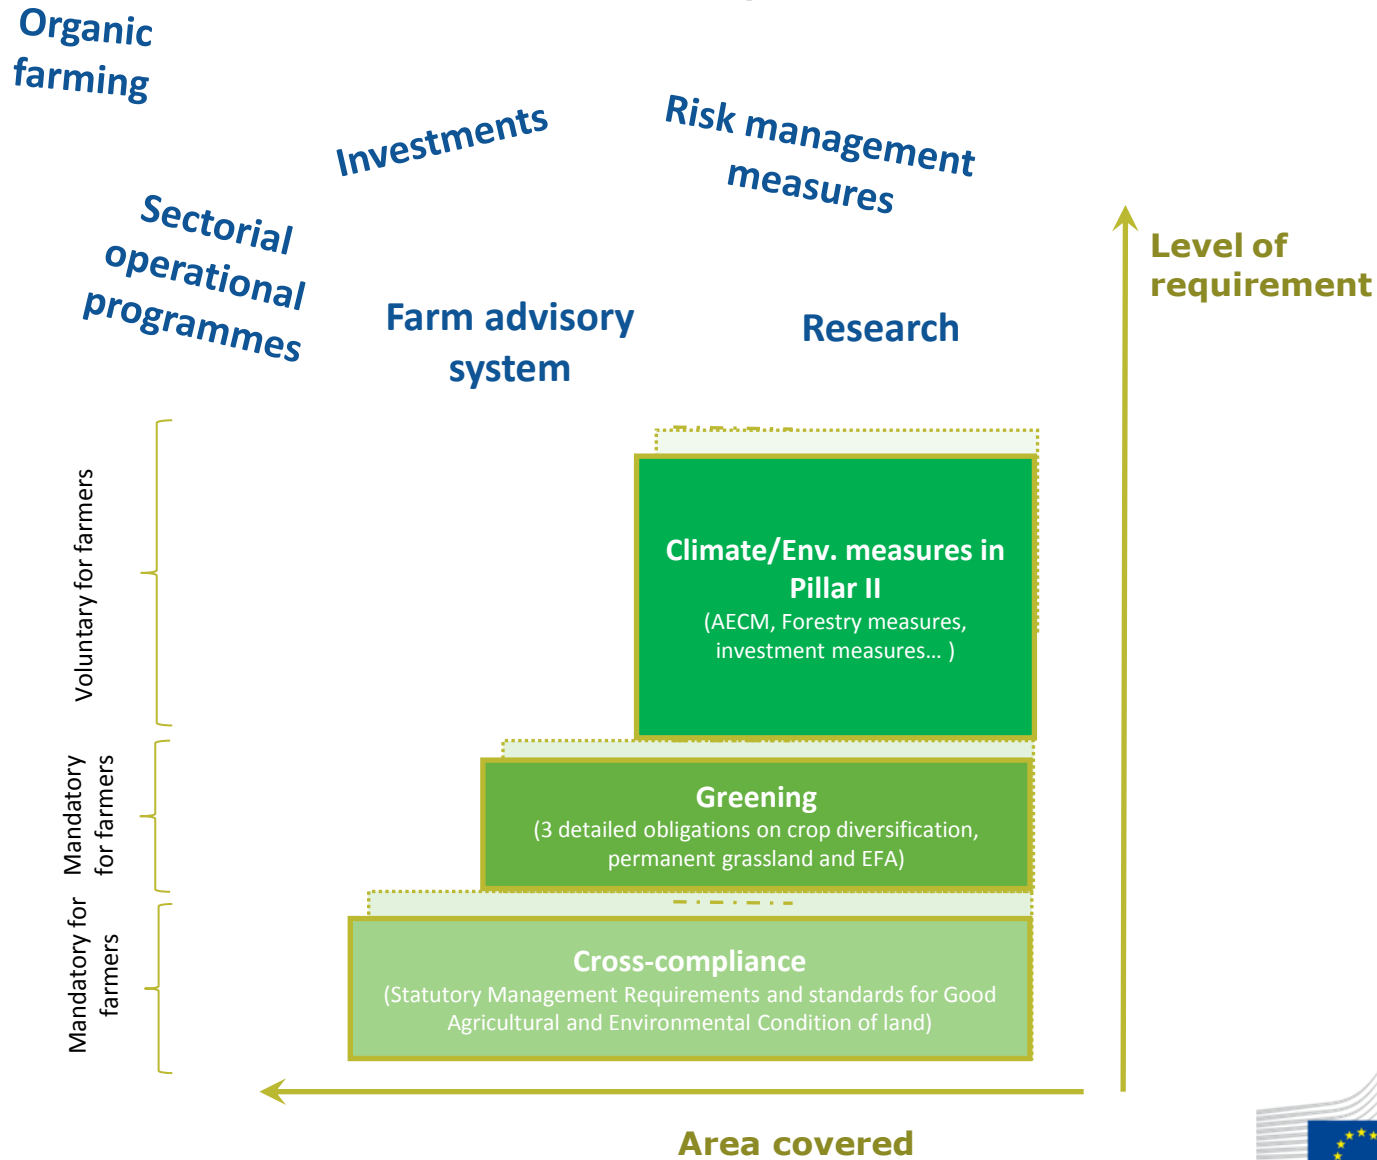 Organic
farming
Investments
Risk management
measures
Sectorial
operational
programmes
Level of
requirement
Farm advisory
system
Research
Voluntary for farmers
Climate/Env. measures in
Pillar II
(AECM, Forestry measures,
investment measures… )
Mandatory
for farmers
Greening
(3 detailed obligations on crop diversification,
permanent grassland and EFA)
Mandatory for
farmers
Cross-compliance
(Statutory Management Requirements and standards for Good
Agricultural and Environmental Condition of land)
Area covered